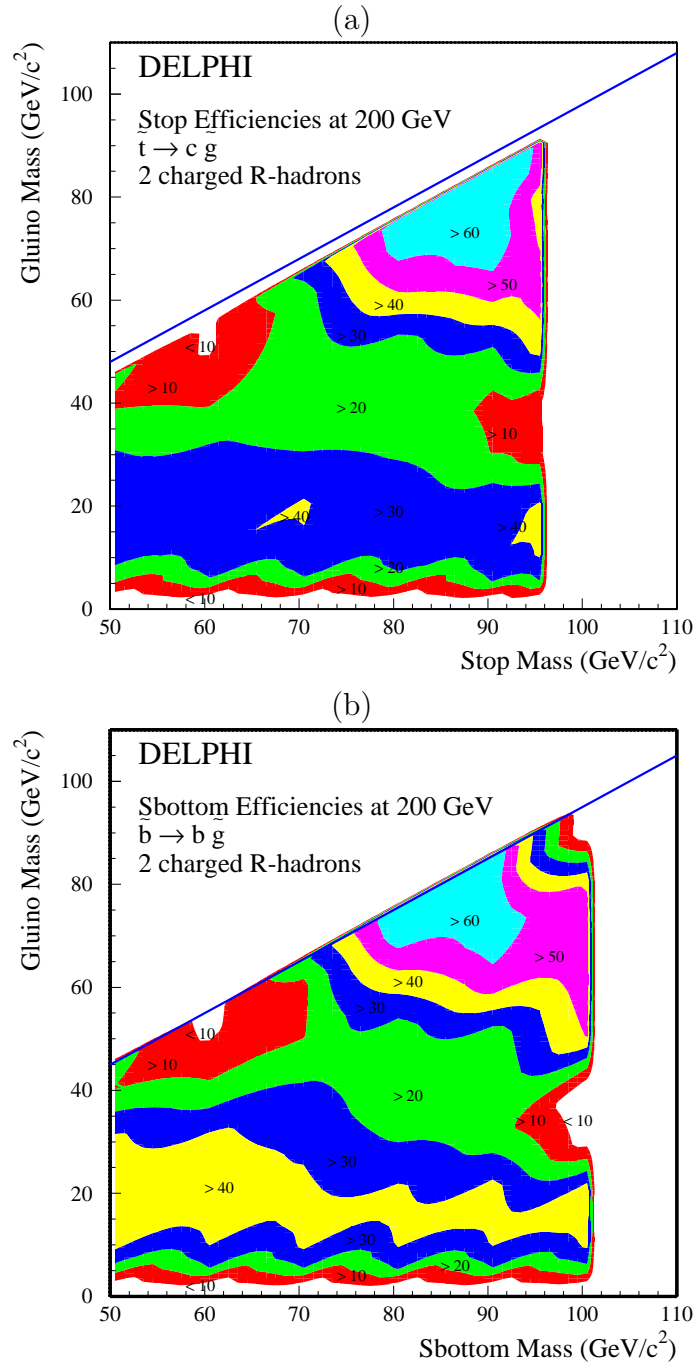 (a)
DELPHI
Stop Efficiencies at 200 GeV
t̃ → c g̃
2 charged R-hadrons
Gluino Mass (GeV/c²)
100
80
60
40
20
0
> 60
> 50
> 40
> 30
< 10
> 10
> 20
> 10
> 30
> 40
> 40
> 20
> 10
< 10
50 60 70 80 90 100 110
Stop Mass (GeV/c²)
(b)
DELPHI
Sbottom Efficiencies at 200 GeV
b̃ → b g̃
2 charged R-hadrons
Gluino Mass (GeV/c²)
100
80
60
40
20
0
> 60
> 50
> 40
> 30
< 10
> 10
> 20
> 10
< 10
> 30
> 40
> 30
> 20
> 10
< 10
50 60 70 80 90 100 110
Sbottom Mass (GeV/c²)